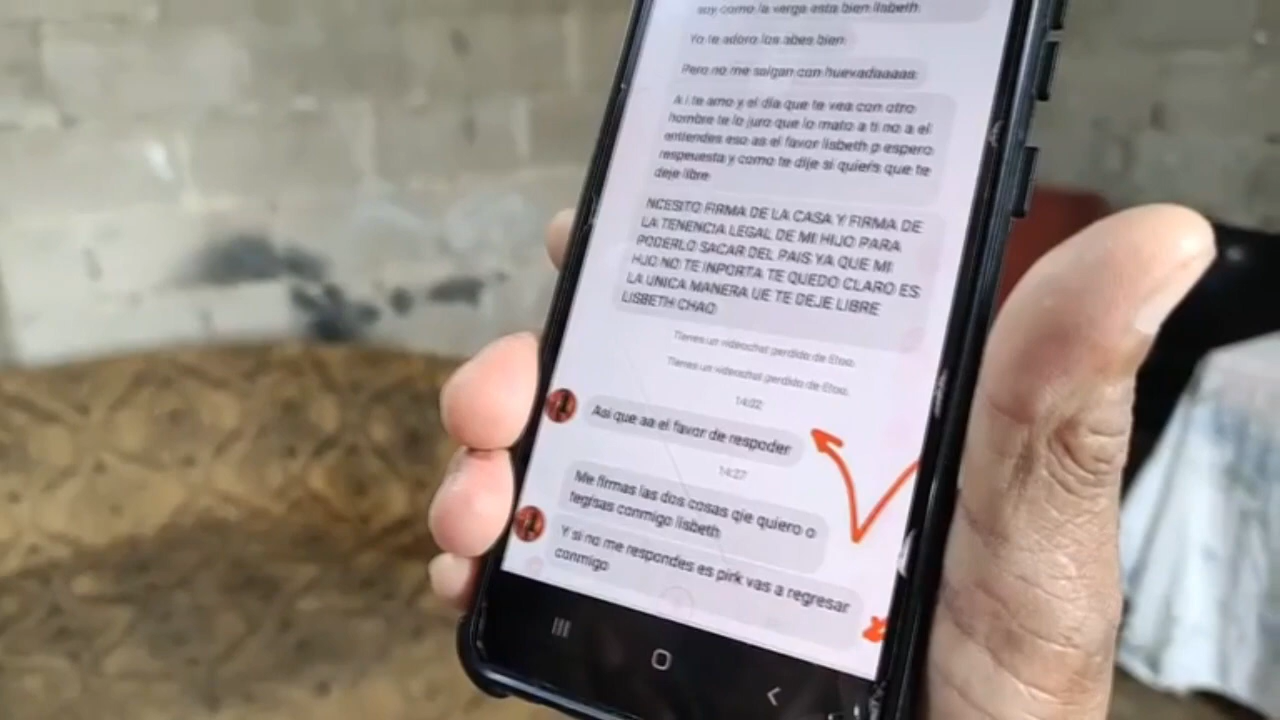 soy como la verga esta bien lisbeth
Yo te adoro los abes bien
Pero no me salgan con huevadaaaas
A i te amo y el dia que te vea con otro
hombre te lo juro que lo mato a ti no a el
entendes eso as el favor lisbeth p espero
respeuesta y como te dije si quiers que te
deje libre
NCESITO FIRMA DE LA CASA Y FIRMA DE
LA TENENCIA LEGAL DE MI HIJO PARA
PODERLO SACAR DEL PAIS YA QUE MI
HIJO NO TE INPORTA TE QUEDO CLARO ES
LA UNICA MANERA UE TE DEJE LIBRE
LISBETH CHAO
Tienes un videochat perdido de
Tienes un videochat perdido de
14:22
Asi que aa el favor de respoder
14:27
Me firmas las dos cosas qie quiero o
regisas conmigo lisbeth
Y si no me respondes es pirk vas a regresar
conmigo